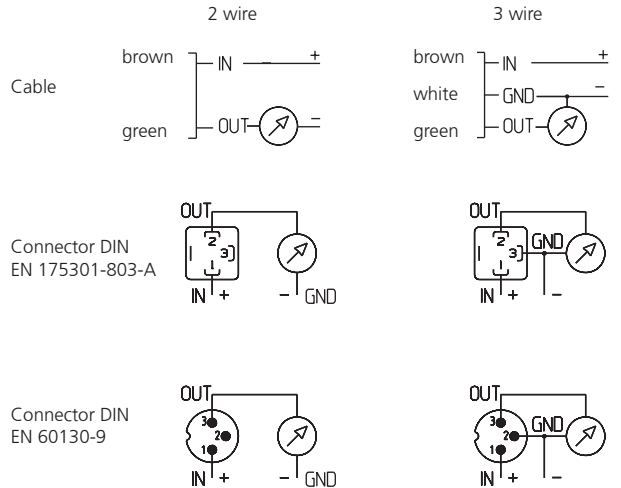 2 wire 3 wire
Cable
brown IN − +
green OUT −
brown IN +
white GND −
green OUT
Connector DIN
EN 175301-803-A
OUT
2
3
1
IN + − GND
OUT
2
3 GND
1
IN + −
Connector DIN
EN 60130-9
OUT
3
2
1
IN + − GND
OUT
3
2 GND
1
IN + −